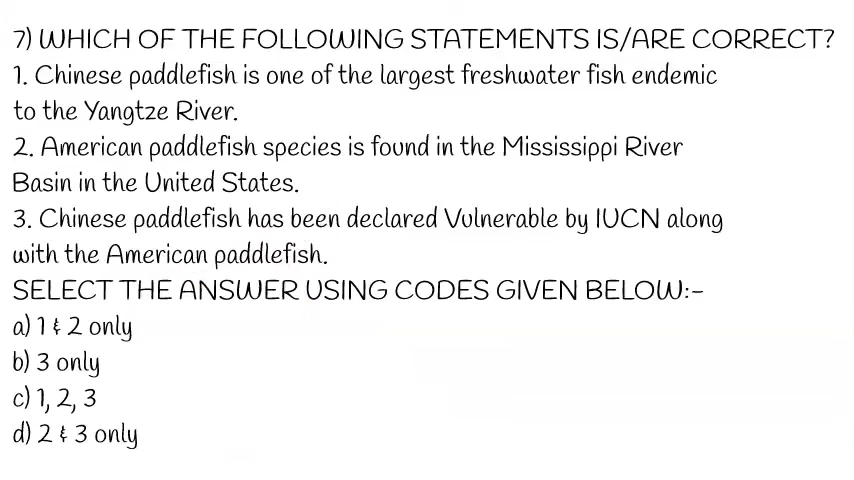 7) WHICH OF THE FOLLOWING STATEMENTS IS/ARE CORRECT?
1. Chinese paddlefish is one of the largest freshwater fish endemic
to the Yangtze River.
2. American paddlefish species is found in the Mississippi River
Basin in the United States.
3. Chinese paddlefish has been declared Vulnerable by IUCN along
with the American paddlefish.
SELECT THE ANSWER USING CODES GIVEN BELOW:-
a) 1 & 2 only
b) 3 only
c) 1, 2, 3
d) 2 & 3 only